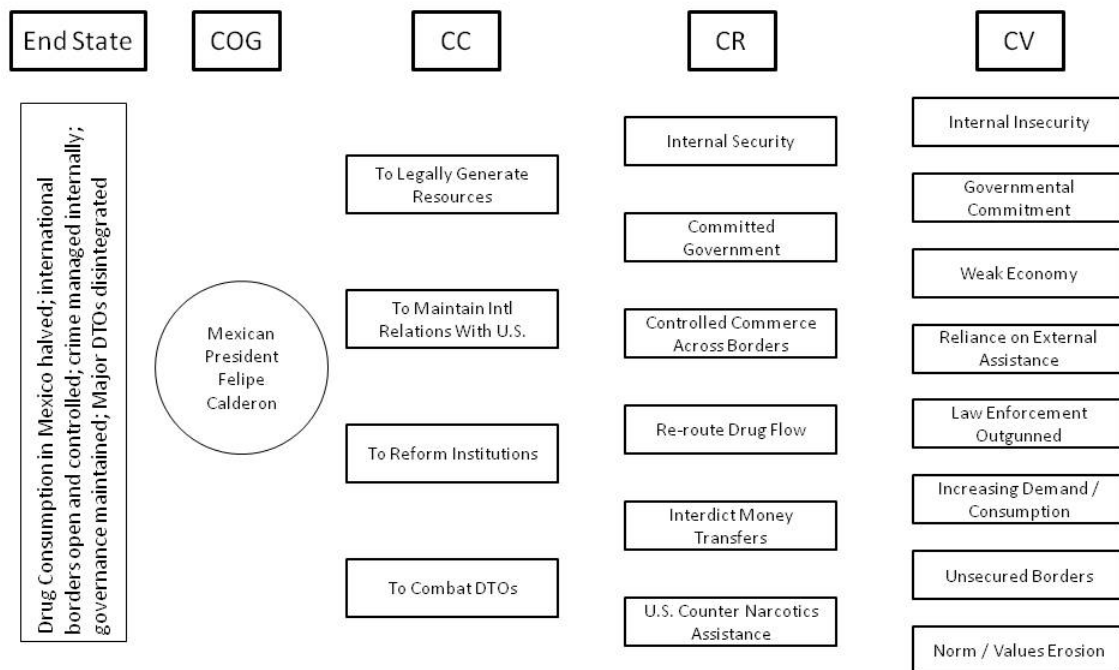 End State
COG
CC
CR
CV
Drug Consumption in Mexico halved; international
borders open and controlled; crime managed internally;
governance maintained; Major DTOs disintegrated
Mexican
President
Felipe
Calderon
To Legally Generate
Resources
To Maintain Intl
Relations With U.S.
To Reform Institutions
To Combat DTOs
Internal Security
Committed
Government
Controlled Commerce
Across Borders
Re-route Drug Flow
Interdict Money
Transfers
U.S. Counter Narcotics
Assistance
Internal Insecurity
Governmental
Commitment
Weak Economy
Reliance on External
Assistance
Law Enforcement
Outgunned
Increasing Demand /
Consumption
Unsecured Borders
Norm / Values Erosion